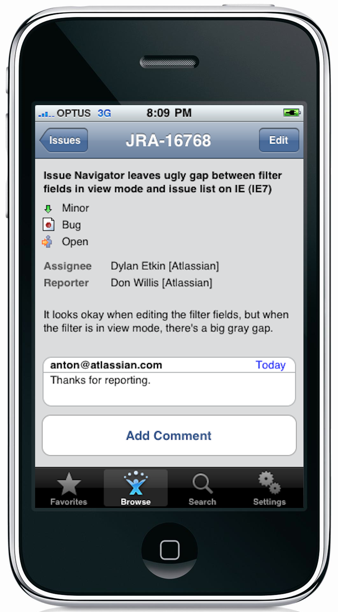 OPTUS 3G 8:09 PM
Issues JRA-16768 Edit
Issue Navigator leaves ugly gap between filter
fields in view mode and issue list on IE (IE7)
Minor
Bug
Open
Assignee Dylan Etkin [Atlassian]
Reporter Don Willis [Atlassian]
It looks okay when editing the filter fields, but when
the filter is in view mode, there's a big gray gap.
anton@atlassian.com Today
Thanks for reporting.
Add Comment
Favorites Browse Search Settings